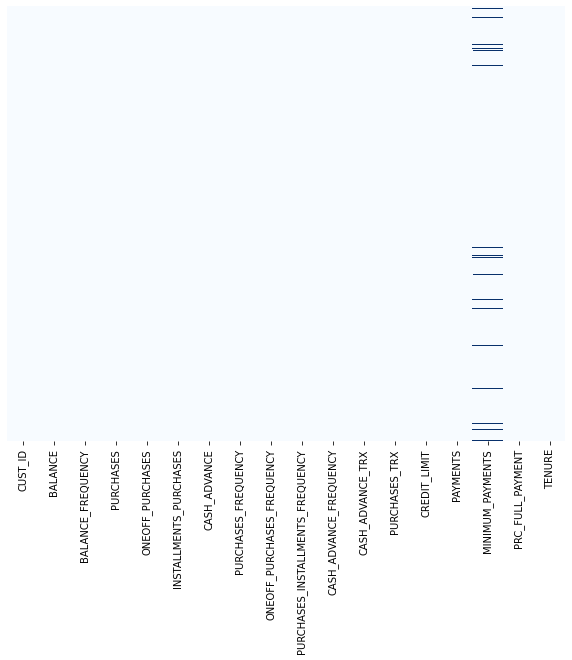 CUST_ID
BALANCE
BALANCE_FREQUENCY
PURCHASES
ONEOFF_PURCHASES
INSTALLMENTS_PURCHASES
CASH_ADVANCE
PURCHASES_FREQUENCY
ONEOFF_PURCHASES_FREQUENCY
PURCHASES_INSTALLMENTS_FREQUENCY
CASH_ADVANCE_FREQUENCY
CASH_ADVANCE_TRX
PURCHASES_TRX
CREDIT_LIMIT
PAYMENTS
MINIMUM_PAYMENTS
PRC_FULL_PAYMENT
TENURE